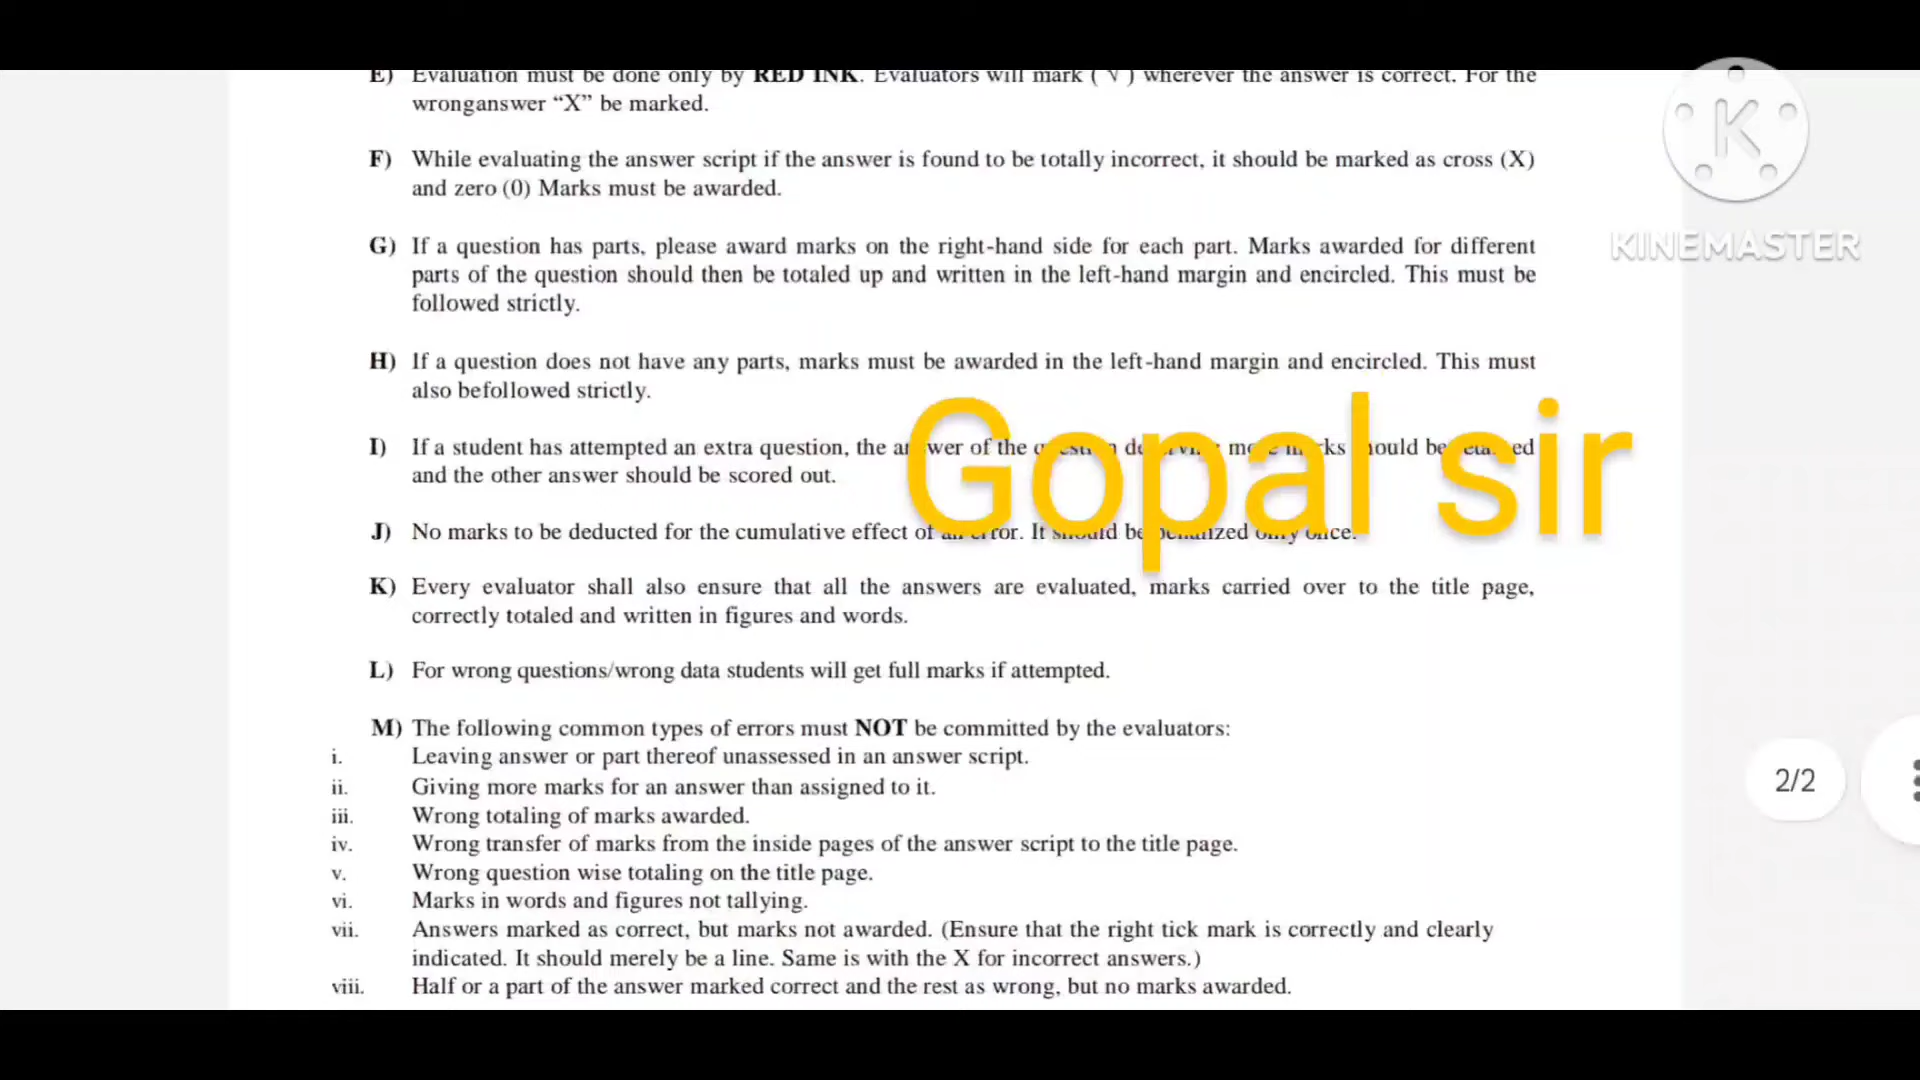 E) Evaluation must be done only by RED INK. Evaluators will mark ( √ ) wherever the answer is correct. For the
wronganswer “X” be marked.
F) While evaluating the answer script if the answer is found to be totally incorrect, it should be marked as cross (X)
and zero (0) Marks must be awarded.
G) If a question has parts, please award marks on the right-hand side for each part. Marks awarded for different
parts of the question should then be totaled up and written in the left-hand margin and encircled. This must be
followed strictly.
H) If a question does not have any parts, marks must be awarded in the left-hand margin and encircled. This must
also befollowed strictly.
I) If a student has attempted an extra question, the answer of the question deserving more marks should be retained
and the other answer should be scored out.
J) No marks to be deducted for the cumulative effect of an error. It should be penalized only once.
K) Every evaluator shall also ensure that all the answers are evaluated, marks carried over to the title page,
correctly totaled and written in figures and words.
L) For wrong questions/wrong data students will get full marks if attempted.
M) The following common types of errors must NOT be committed by the evaluators:
i. Leaving answer or part thereof unassessed in an answer script.
ii. Giving more marks for an answer than assigned to it.
iii. Wrong totaling of marks awarded.
iv. Wrong transfer of marks from the inside pages of the answer script to the title page.
v. Wrong question wise totaling on the title page.
vi. Marks in words and figures not tallying.
vii. Answers marked as correct, but marks not awarded. (Ensure that the right tick mark is correctly and clearly
indicated. It should merely be a line. Same is with the X for incorrect answers.)
viii. Half or a part of the answer marked correct and the rest as wrong, but no marks awarded.
Gopal sir
K
KINEMASTER
2/2